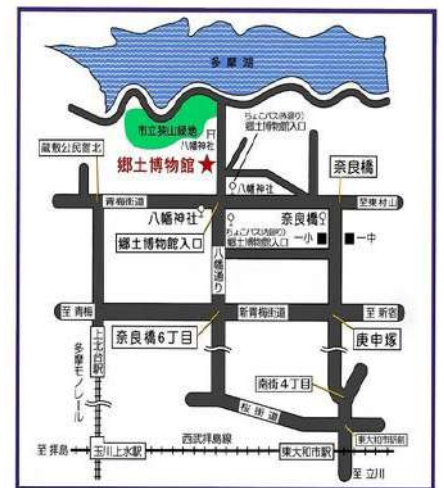 多摩湖
市立狭山緑地
八幡神社
ちょこバス(外回り)
郷土博物館入口
蔵敷公民館北
郷土博物館★
八幡神社
奈良橋
青梅街道
至東村山
八幡神社
奈良橋
ちょこバス(内回り)
郷土博物館入口
一小
一中
郷土博物館入口
八幡通り
至青梅
新青梅街道
至新宿
奈良橋6丁目
庚申塚
上北台駅
多摩モノレール
南街4丁目
桜街道
東大和市駅前
西武拝島線
至拝島
玉川上水駅
東大和市駅
至立川